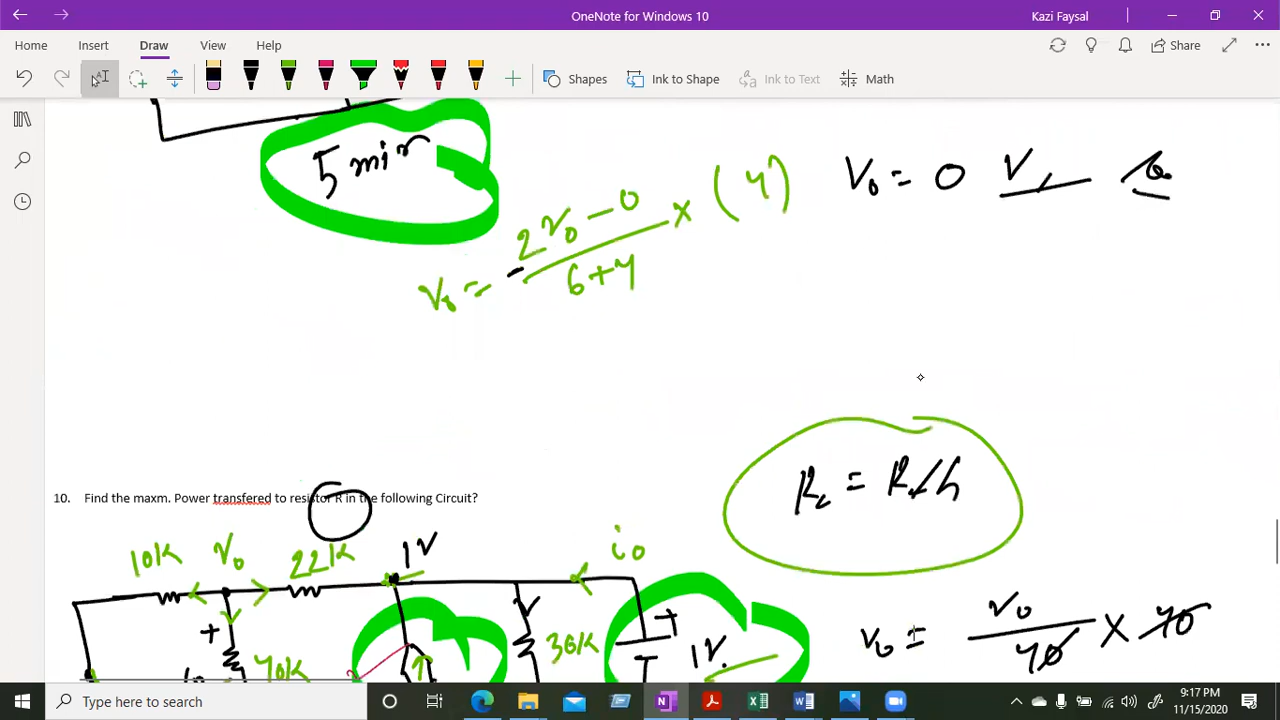 OneNote for Windows 10
Kazi Faysal
Home Insert Draw View Help
Share
Shapes Ink to Shape Ink to Text Math
5 min
V₀ = 0 V
V₀ = 2V₀ - 0 / 6+4 × (4)
R_L = R_th
10. Find the maxm. Power transfered to resistor R in the following Circuit?
10K V₀ 22K 1V i₀
+ 40K 30K + 1V.
V₀ = V₀ / 40 × 40
Type here to search
9:17 PM
11/15/2020